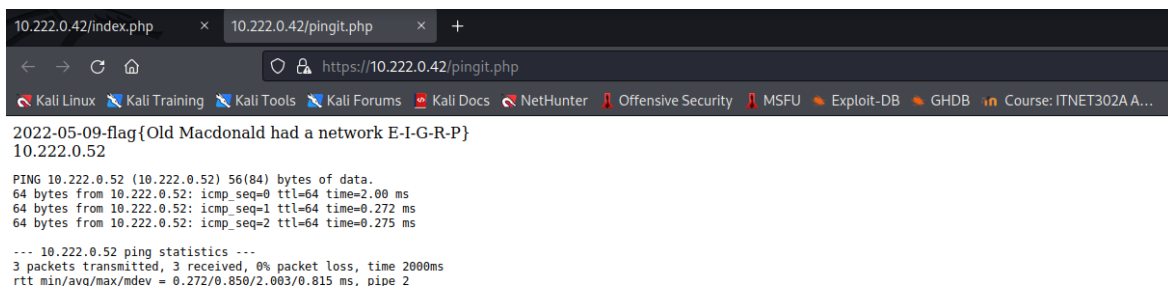 10.222.0.42/index.php × 10.222.0.42/pingit.php × +
https://10.222.0.42/pingit.php
Kali Linux Kali Training Kali Tools Kali Forums Kali Docs NetHunter Offensive Security MSFU Exploit-DB GHDB Course: ITNET302A A...
2022-05-09-flag{Old Macdonald had a network E-I-G-R-P}
10.222.0.52
PING 10.222.0.52 (10.222.0.52) 56(84) bytes of data.
64 bytes from 10.222.0.52: icmp_seq=0 ttl=64 time=2.00 ms
64 bytes from 10.222.0.52: icmp_seq=1 ttl=64 time=0.272 ms
64 bytes from 10.222.0.52: icmp_seq=2 ttl=64 time=0.275 ms
--- 10.222.0.52 ping statistics ---
3 packets transmitted, 3 received, 0% packet loss, time 2000ms
rtt min/avg/max/mdev = 0.272/0.850/2.003/0.815 ms, pipe 2